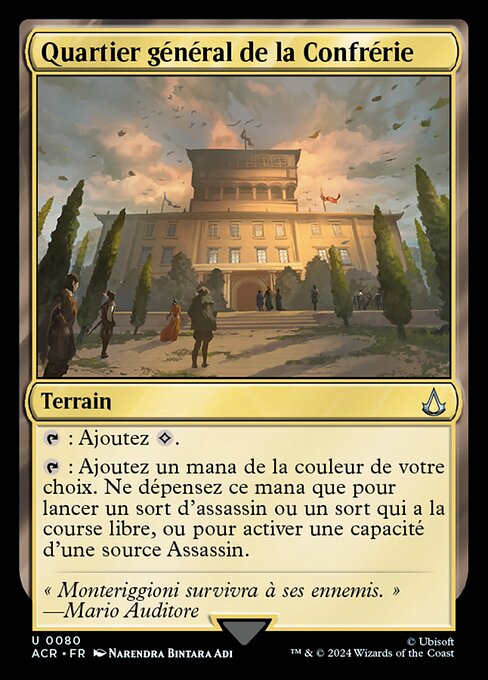 Quartier général de la Confrérie
Terrain
: Ajoutez .
: Ajoutez un mana de la couleur de votre
choix. Ne dépensez ce mana que pour
lancer un sort d’assassin ou un sort qui a la
course libre, ou pour activer une capacité
d’une source Assassin.
« Monteriggioni survivra à ses ennemis. »
—Mario Auditore
U 0080
ACR • FR Narendra Bintara Adi
© Ubisoft
™ & © 2024 Wizards of the Coast